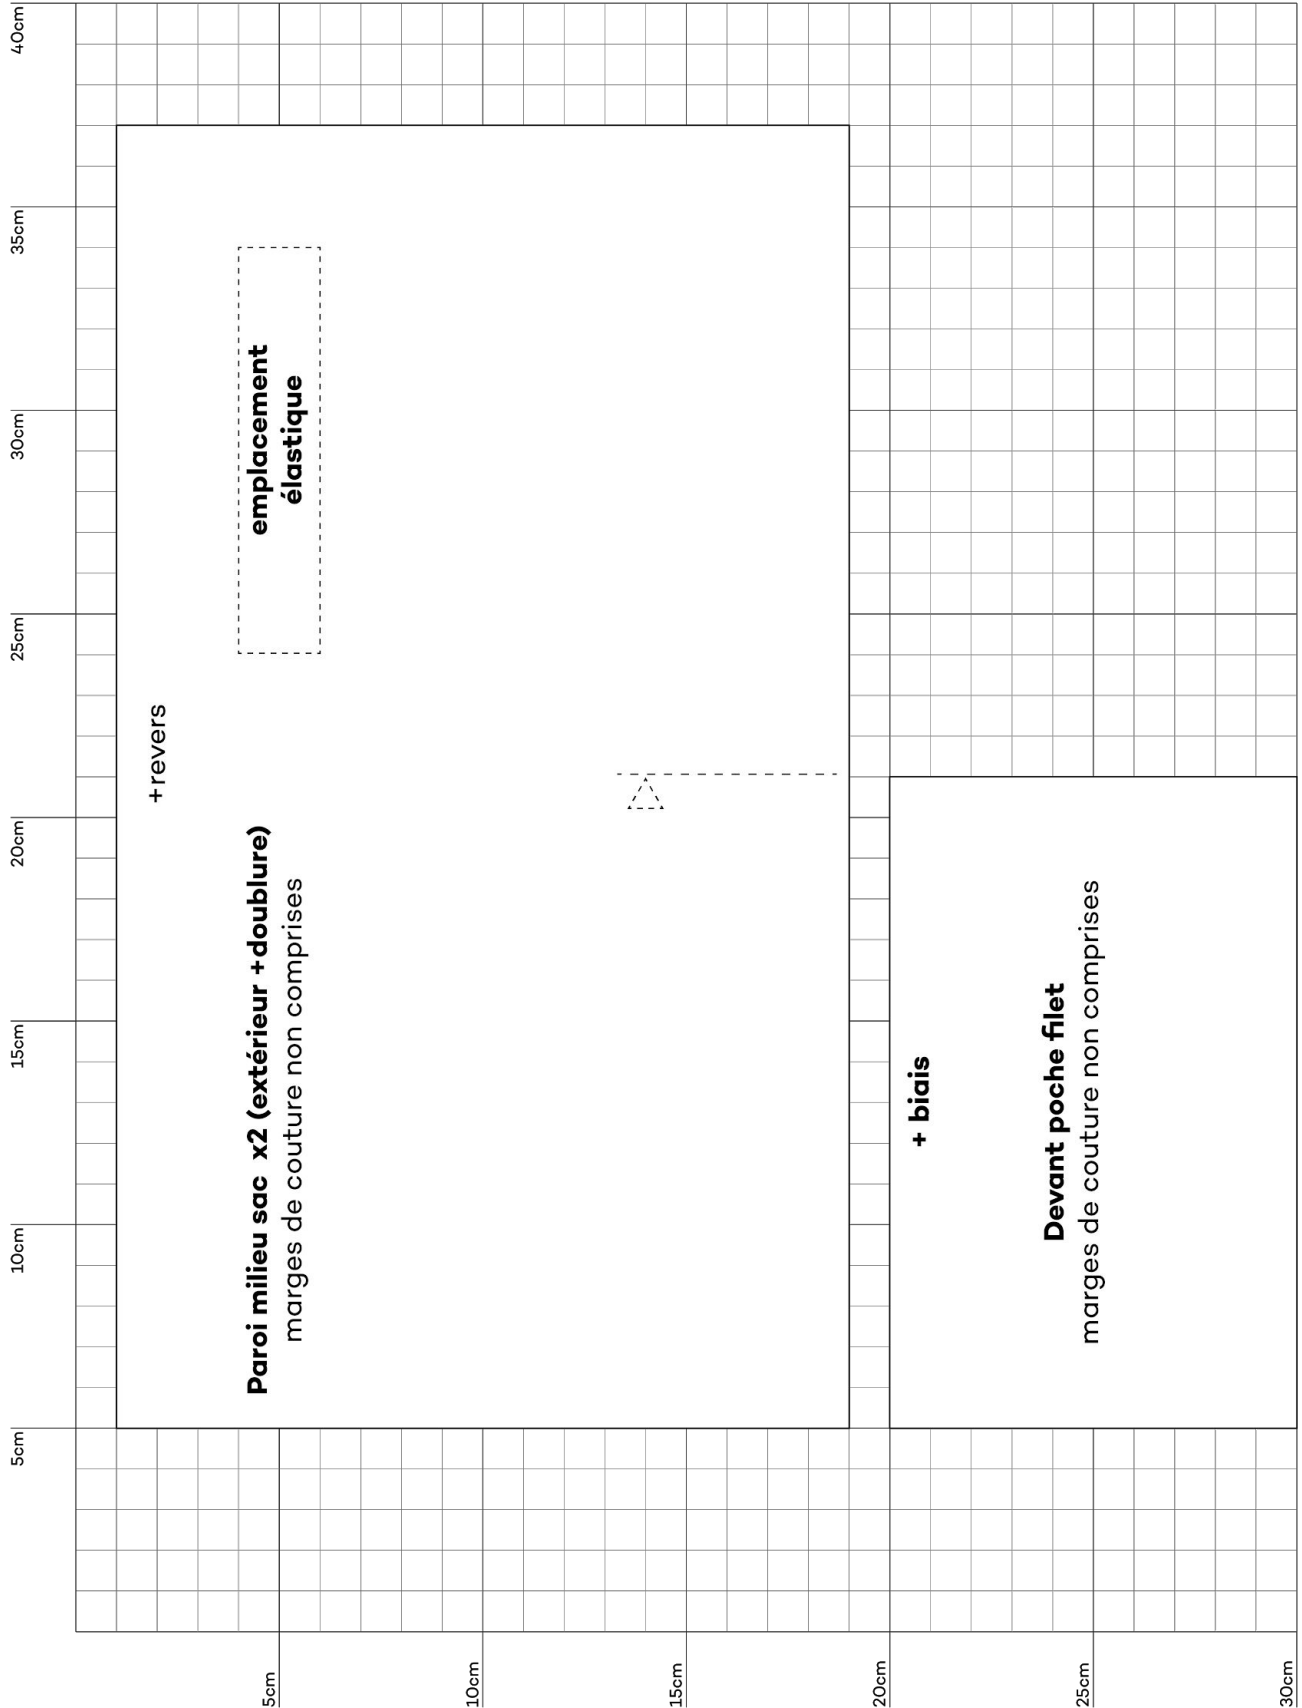 40cm
35cm
30cm
25cm
20cm
15cm
10cm
5cm
+revers
emplacement
élastique
Paroi milieu sac  x2 (extérieur +doublure)
marges de couture non comprises
+ biais
Devant poche filet
marges de couture non comprises
5cm
10cm
15cm
20cm
25cm
30cm